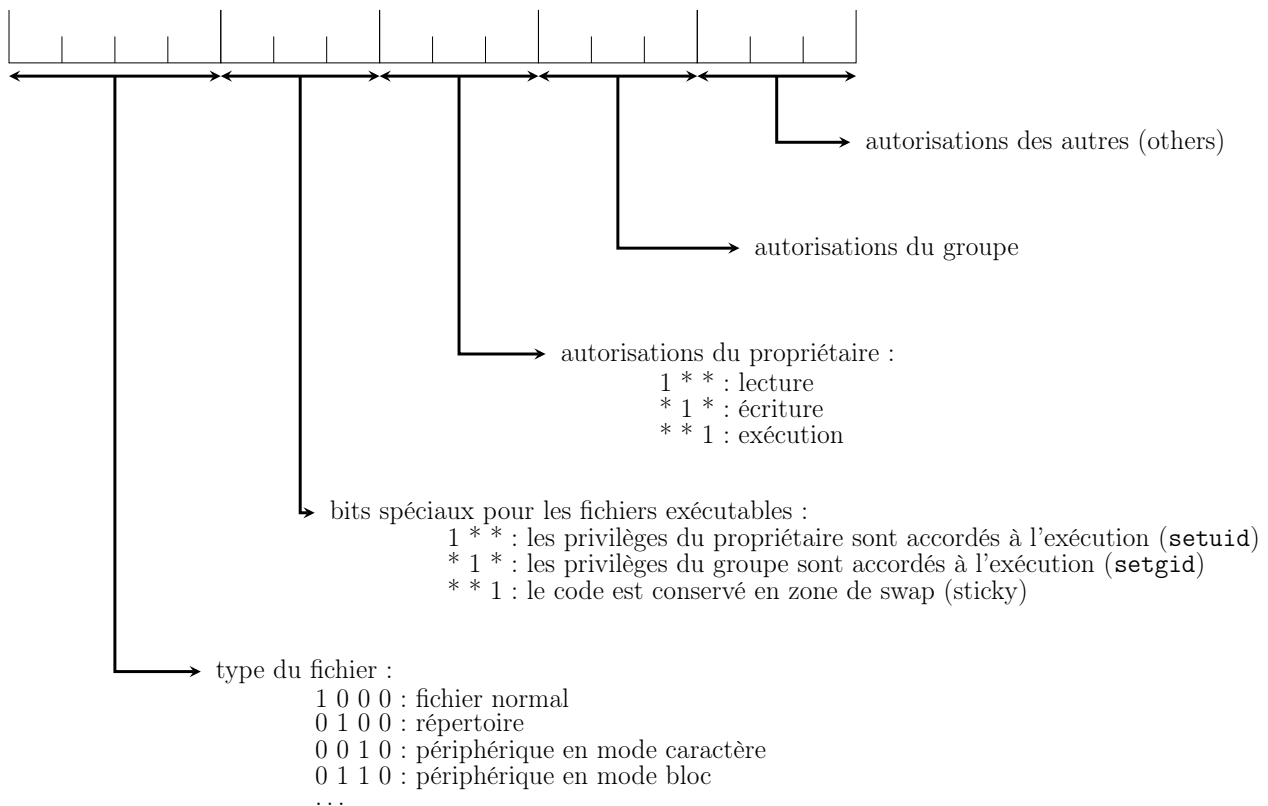 autorisations des autres (others)
autorisations du groupe
autorisations du propriétaire :
1 * * : lecture
* 1 * : écriture
* * 1 : exécution
bits spéciaux pour les fichiers exécutables :
1 * * : les privilèges du propriétaire sont accordés à l'exécution (setuid)
* 1 * : les privilèges du groupe sont accordés à l'exécution (setgid)
* * 1 : le code est conservé en zone de swap (sticky)
type du fichier :
1 0 0 0 : fichier normal
0 1 0 0 : répertoire
0 0 1 0 : périphérique en mode caractère
0 1 1 0 : périphérique en mode bloc
. . .